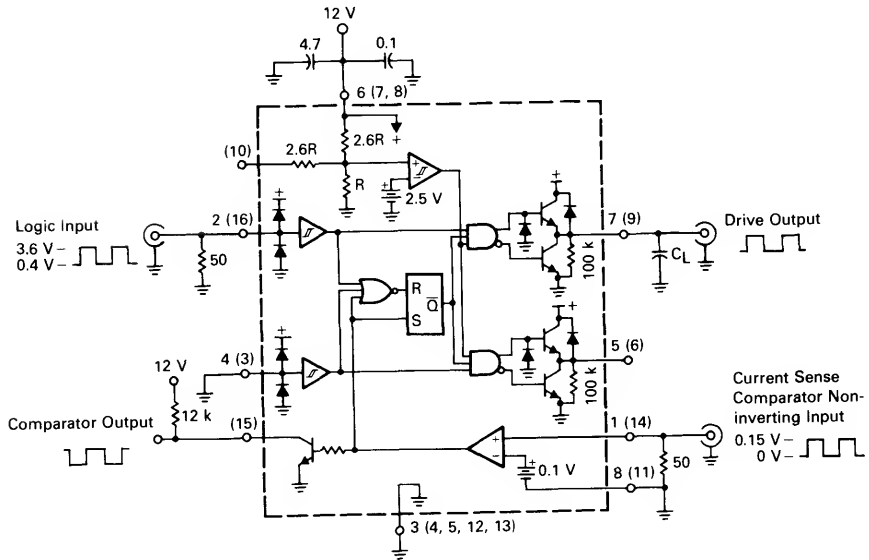 12 V
4.7
0.1
6 (7, 8)
2.6R
+
(10)
2.6R
+
−
R
+
−
2.5 V
Logic Input
3.6 V
0.4 V
2 (16)
50
+
7 (9)
Drive Output
100 k
CL
R
Q
S
+
4 (3)
5 (6)
100 k
12 V
12 k
Comparator Output
(15)
Current Sense
Comparator Non-
inverting Input
1 (14)
0.15 V
0 V
+
−
+
0.1 V
8 (11)
50
3 (4, 5, 12, 13)